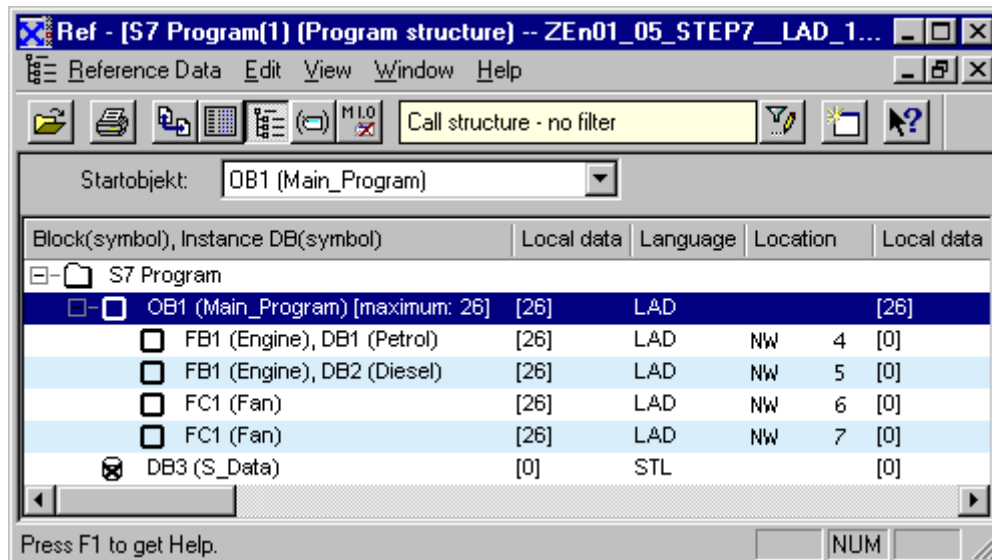 Ref - [S7 Program(1) (Program structure) -- ZEn01_05_STEP7__LAD_1...
Reference Data Edit View Window Help
M I.O Call structure - no filter
Startobjekt: OB1 (Main_Program)
Block(symbol), Instance DB(symbol) Local data Language Location Local data
S7 Program
OB1 (Main_Program) [maximum: 26] [26] LAD [26]
FB1 (Engine), DB1 (Petrol) [26] LAD NW 4 [0]
FB1 (Engine), DB2 (Diesel) [26] LAD NW 5 [0]
FC1 (Fan) [26] LAD NW 6 [0]
FC1 (Fan) [26] LAD NW 7 [0]
DB3 (S_Data) [0] STL [0]
Press F1 to get Help. NUM